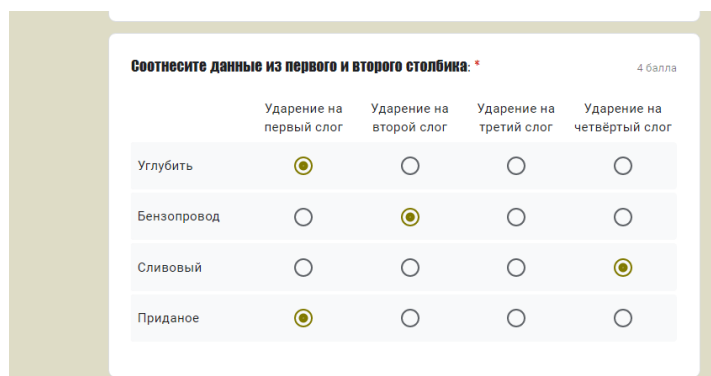 Соотнесите данные из первого и второго столбика: *
4 балла
Ударение на первый слог
Ударение на второй слог
Ударение на третий слог
Ударение на четвёртый слог
Углубить
Бензопровод
Сливовый
Приданое